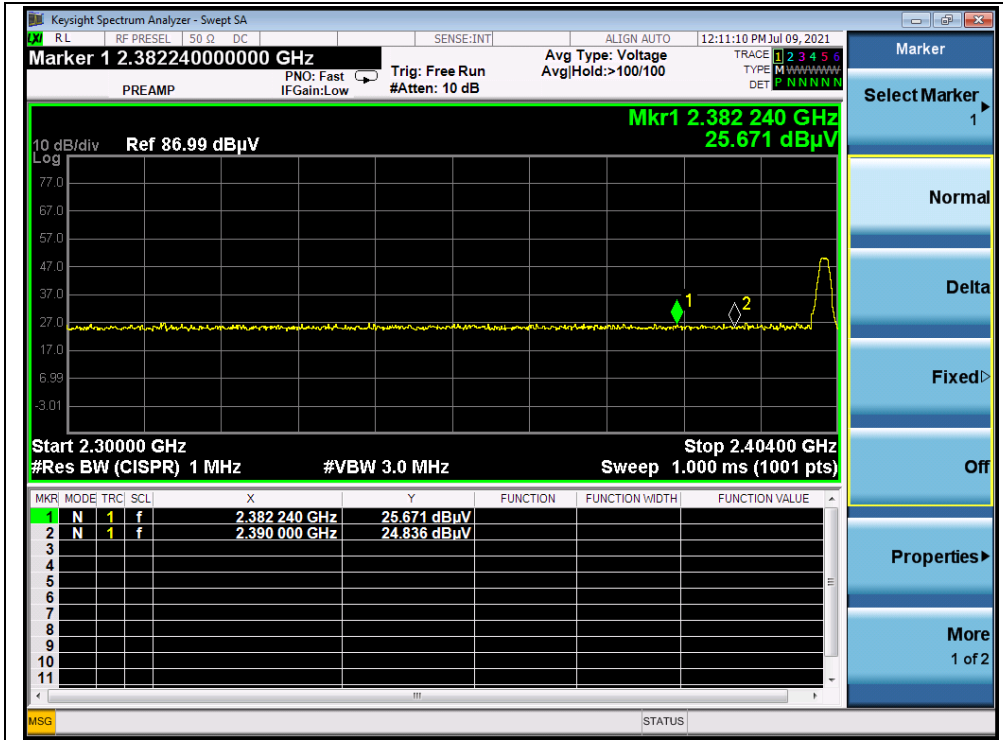 Keysight Spectrum Analyzer - Swept SA
LXI RL RF PRESEL 50 Ω DC SENSE:INT ALIGN AUTO 12:11:10 PM Jul 09, 2021
Marker 1 2.382240000000 GHz
PREAMP
PNO: Fast
IFGain:Low
Trig: Free Run
#Atten: 10 dB
Avg Type: Voltage
Avg|Hold:>100/100
TRACE 1 2 3 4 5 6
TYPE M WWWWW
DET P NNNNN
Mkr1 2.382 240 GHz
25.671 dBµV
10 dB/div Ref 86.99 dBµV
Log
77.0
67.0
57.0
47.0
37.0
27.0
17.0
6.99
-3.01
1
2
Start 2.30000 GHz Stop 2.40400 GHz
#Res BW (CISPR) 1 MHz #VBW 3.0 MHz Sweep 1.000 ms (1001 pts)
MKR MODE TRC SCL X Y FUNCTION FUNCTION WIDTH FUNCTION VALUE
1 N 1 f 2.382 240 GHz 25.671 dBµV
2 N 1 f 2.390 000 GHz 24.836 dBµV
3
4
5
6
7
8
9
10
11
MSG STATUS
Marker
Select Marker
1
Normal
Delta
Fixed
Off
Properties
More
1 of 2